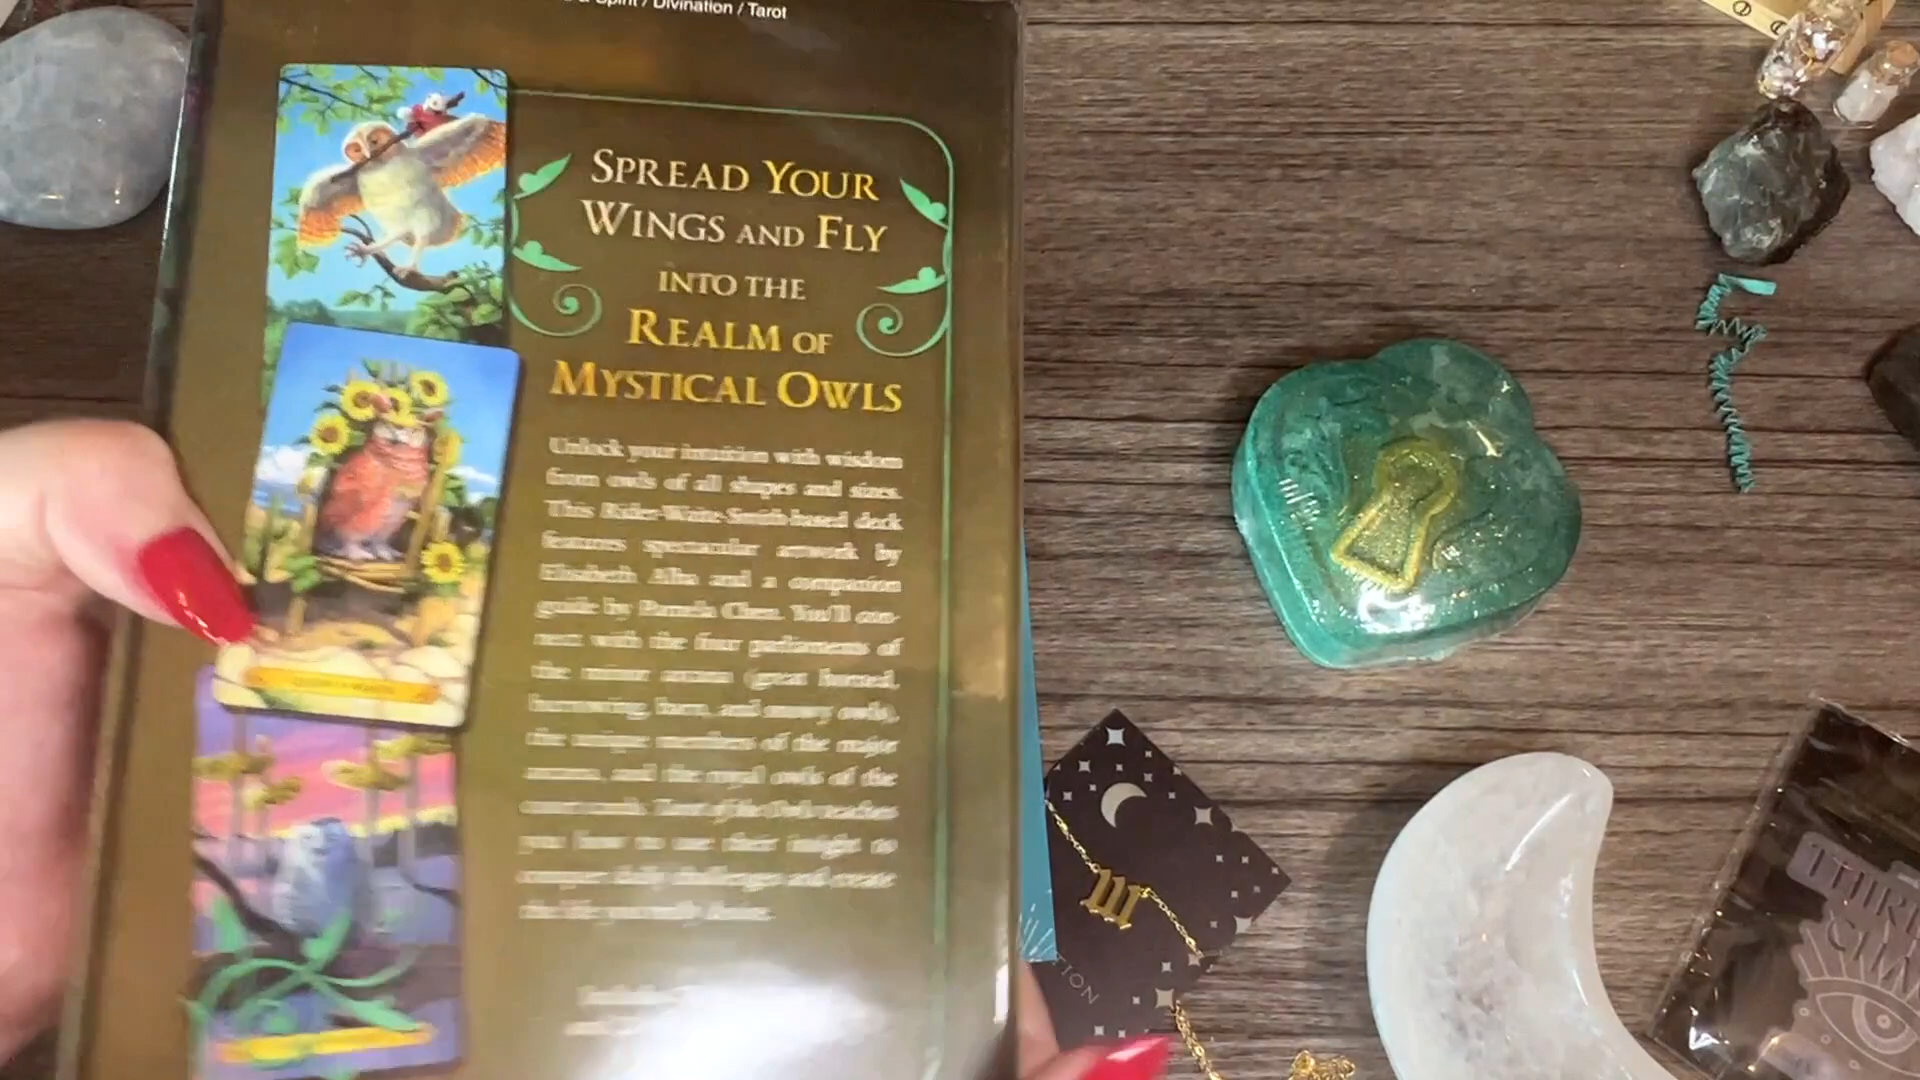 Spirit / Divination / Tarot
SPREAD YOUR
WINGS AND FLY
INTO THE
REALM OF
MYSTICAL OWLS
Unlock your intuition with wisdom
from owls of all shapes and sizes.
This Rider-Waite-Smith-based deck
features spectacular artwork by
Elisabeth Alba and a companion
guide by Pamela Chen. You'll con-
nect with the four parliaments of
the minor arcana (great horned,
burrowing, barn, and snowy owls),
the unique members of the major
arcana, and the royal owls of the
court cards. Tarot of the Owls teaches
you how to use their insight to
conquer daily challenges and create
the life you truly desire.
111
TION
THIRD